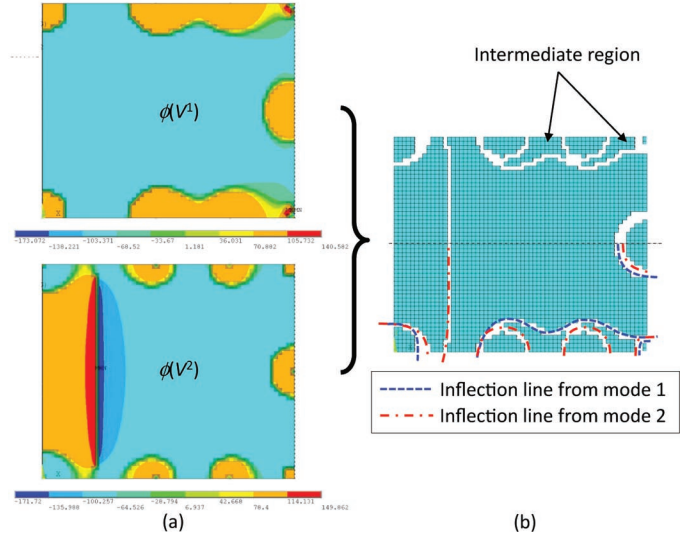 ϕ(V¹)
-173.072 -103.371 -33.67 36.031 105.732
-138.221 -68.52 1.181 70.882 140.582
ϕ(V²)
-171.72 -100.257 -28.794 42.668 114.131
-135.988 -64.526 6.937 78.4 149.862
(a)
Intermediate region
Inflection line from mode 1
Inflection line from mode 2
(b)